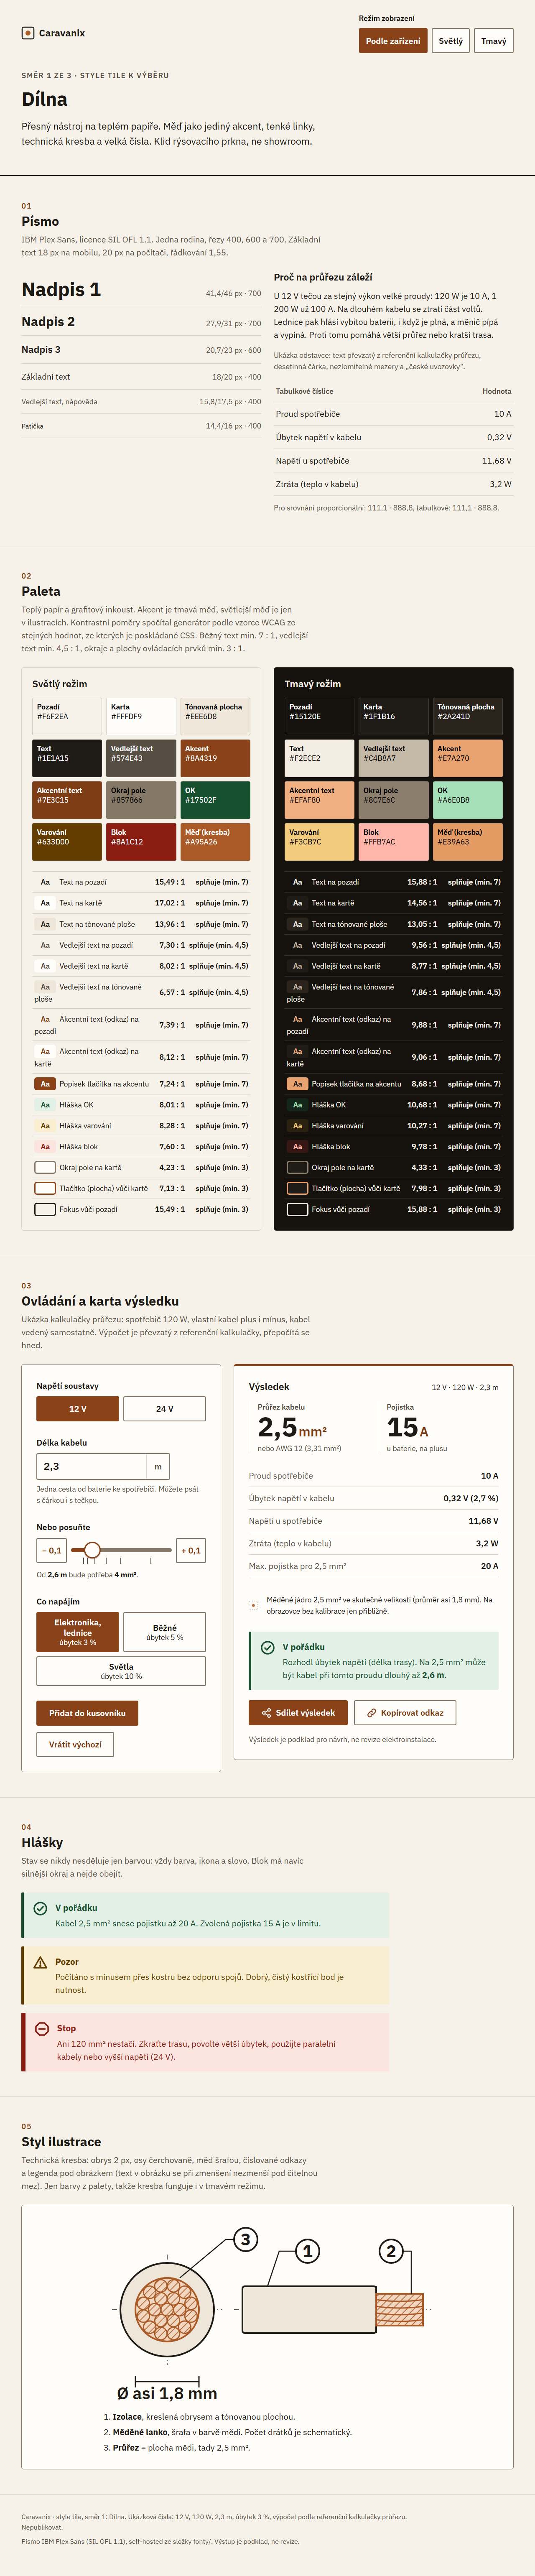 Caravanix
Režim zobrazení
Podle zařízení
Světlý
Tmavý
SMĚR 1 ZE 3 · STYLE TILE K VÝBĚRU
Dílna
Přesný nástroj na teplém papíře. Měď jako jediný akcent, tenké linky,
technická kresba a velká čísla. Klid rýsovacího prkna, ne showroom.
01
Písmo
IBM Plex Sans, licence SIL OFL 1.1. Jedna rodina, řezy 400, 600 a 700. Základní
text 18 px na mobilu, 20 px na počítači, řádkování 1,55.
Nadpis 1 41,4/46 px · 700
Nadpis 2 27,9/31 px · 700
Nadpis 3 20,7/23 px · 600
Základní text 18/20 px · 400
Vedlejší text, nápověda 15,8/17,5 px · 400
Patička 14,4/16 px · 400
Proč na průřezu záleží
U 12 V tečou za stejný výkon velké proudy: 120 W je 10 A, 1
200 W už 100 A. Na dlouhém kabelu se ztratí část voltů.
Lednice pak hlásí vybitou baterii, i když je plná, a měnič pípá
a vypíná. Proti tomu pomáhá větší průřez nebo kratší trasa.
Ukázka odstavce: text převzatý z referenční kalkulačky průřezu,
desetinná čárka, nezlomitelné mezery a „české uvozovky“.
Tabulkové číslice Hodnota
Proud spotřebiče 10 A
Úbytek napětí v kabelu 0,32 V
Napětí u spotřebiče 11,68 V
Ztráta (teplo v kabelu) 3,2 W
Pro srovnání proporcionální: 111,1 · 888,8, tabulkové: 111,1 · 888,8.
02
Paleta
Teplý papír a grafitový inkoust. Akcent je tmavá měď, světlejší měď je jen
v ilustracích. Kontrastní poměry spočítal generátor podle vzorce WCAG ze
stejných hodnot, ze kterých je poskládané CSS. Běžný text min. 7 : 1, vedlejší
text min. 4,5 : 1, okraje a plochy ovládacích prvků min. 3 : 1.
Světlý režim
Pozadí Karta Tónovaná plocha
#F6F2EA #FFFDF9 #EEE6D8
Text Vedlejší text Akcent
#1E1A15 #574E43 #8A4319
Akcentní text Okraj pole OK
#7E3C15 #857866 #17502F
Varování Blok Měď (kresba)
#633D00 #8A1C12 #A95A26
Aa Text na pozadí 15,49 : 1 splňuje (min. 7)
Aa Text na kartě 17,02 : 1 splňuje (min. 7)
Aa Text na tónované ploše 13,96 : 1 splňuje (min. 7)
Aa Vedlejší text na pozadí 7,30 : 1 splňuje (min. 4,5)
Aa Vedlejší text na kartě 8,02 : 1 splňuje (min. 4,5)
Aa Vedlejší text na tónované
ploše 6,57 : 1 splňuje (min. 4,5)
Aa Akcentní text (odkaz) na
pozadí 7,39 : 1 splňuje (min. 7)
Aa Akcentní text (odkaz) na
kartě 8,12 : 1 splňuje (min. 7)
Aa Popisek tlačítka na akcentu 7,24 : 1 splňuje (min. 7)
Aa Hláška OK 8,01 : 1 splňuje (min. 7)
Aa Hláška varování 8,28 : 1 splňuje (min. 7)
Aa Hláška blok 7,60 : 1 splňuje (min. 7)
Okraj pole na kartě 4,23 : 1 splňuje (min. 3)
Tlačítko (plocha) vůči kartě 7,13 : 1 splňuje (min. 3)
Fokus vůči pozadí 15,49 : 1 splňuje (min. 3)
Tmavý režim
Pozadí Karta Tónovaná plocha
#15120E #1F1B16 #2A241D
Text Vedlejší text Akcent
#F2ECE2 #C4B8A7 #E7A270
Akcentní text Okraj pole OK
#EFAF80 #8C7E6C #A6E0B8
Varování Blok Měď (kresba)
#F3CB7C #FFB7AC #E39A63
Aa Text na pozadí 15,88 : 1 splňuje (min. 7)
Aa Text na kartě 14,56 : 1 splňuje (min. 7)
Aa Text na tónované ploše 13,05 : 1 splňuje (min. 7)
Aa Vedlejší text na pozadí 9,56 : 1 splňuje (min. 4,5)
Aa Vedlejší text na kartě 8,77 : 1 splňuje (min. 4,5)
Aa Vedlejší text na tónované
ploše 7,86 : 1 splňuje (min. 4,5)
Aa Akcentní text (odkaz) na
pozadí 9,88 : 1 splňuje (min. 7)
Aa Akcentní text (odkaz) na
kartě 9,06 : 1 splňuje (min. 7)
Aa Popisek tlačítka na akcentu 8,68 : 1 splňuje (min. 7)
Aa Hláška OK 10,68 : 1 splňuje (min. 7)
Aa Hláška varování 10,27 : 1 splňuje (min. 7)
Aa Hláška blok 9,78 : 1 splňuje (min. 7)
Okraj pole na kartě 4,33 : 1 splňuje (min. 3)
Tlačítko (plocha) vůči kartě 7,98 : 1 splňuje (min. 3)
Fokus vůči pozadí 15,88 : 1 splňuje (min. 3)
03
Ovládání a karta výsledku
Ukázka kalkulačky průřezu: spotřebič 120 W, vlastní kabel plus i mínus, kabel
vedený samostatně. Výpočet je převzatý z referenční kalkulačky, přepočítá se
hned.
Napětí soustavy
12 V
24 V
Délka kabelu
2,3 m
Jedna cesta od baterie ke spotřebiči. Můžete psát
s čárkou i s tečkou.
Nebo posuňte
− 0,1
+ 0,1
Od 2,6 m bude potřeba 4 mm².
Co napájím
Elektronika,
lednice
úbytek 3 %
Běžné
úbytek 5 %
Světla
úbytek 10 %
Přidat do kusovníku
Vrátit výchozí
Výsledek 12 V · 120 W · 2,3 m
Průřez kabelu
2,5 mm²
nebo AWG 12 (3,31 mm²)
Pojistka
15 A
u baterie, na plusu
Proud spotřebiče 10 A
Úbytek napětí v kabelu 0,32 V (2,7 %)
Napětí u spotřebiče 11,68 V
Ztráta (teplo v kabelu) 3,2 W
Max. pojistka pro 2,5 mm² 20 A
Měděné jádro 2,5 mm² ve skutečné velikosti (průměr asi 1,8 mm). Na
obrazovce bez kalibrace jen přibližně.
V pořádku
Rozhodl úbytek napětí (délka trasy). Na 2,5 mm² může
být kabel při tomto proudu dlouhý až 2,6 m.
Sdílet výsledek
Kopírovat odkaz
Výsledek je podklad pro návrh, ne revize elektroinstalace.
04
Hlášky
Stav se nikdy nesděluje jen barvou: vždy barva, ikona a slovo. Blok má navíc
silnější okraj a nejde obejít.
V pořádku
Kabel 2,5 mm² snese pojistku až 20 A. Zvolená pojistka 15 A je v limitu.
Pozor
Počítáno s mínusem přes kostru bez odporu spojů. Dobrý, čistý kostřicí bod je
nutnost.
Stop
Ani 120 mm² nestačí. Zkraťte trasu, povolte větší úbytek, použijte paralelní
kabely nebo vyšší napětí (24 V).
05
Styl ilustrace
Technická kresba: obrys 2 px, osy čerchovaně, měď šrafou, číslované odkazy
a legenda pod obrázkem (text v obrázku se při zmenšení nezmenší pod čitelnou
mez). Jen barvy z palety, takže kresba funguje i v tmavém režimu.
3
1
2
Ø asi 1,8 mm
1. Izolace, kreslená obrysem a tónovanou plochou.
2. Měděné lanko, šrafa v barvě mědi. Počet drátků je schematický.
3. Průřez = plocha mědi, tady 2,5 mm².
Caravanix · style tile, směr 1: Dílna. Ukázková čísla: 12 V, 120 W, 2,3 m, úbytek 3 %, výpočet podle referenční kalkulačky průřezu.
Nepublikovat.
Písmo IBM Plex Sans (SIL OFL 1.1), self-hosted ze složky fonty/. Výstup je podklad, ne revize.